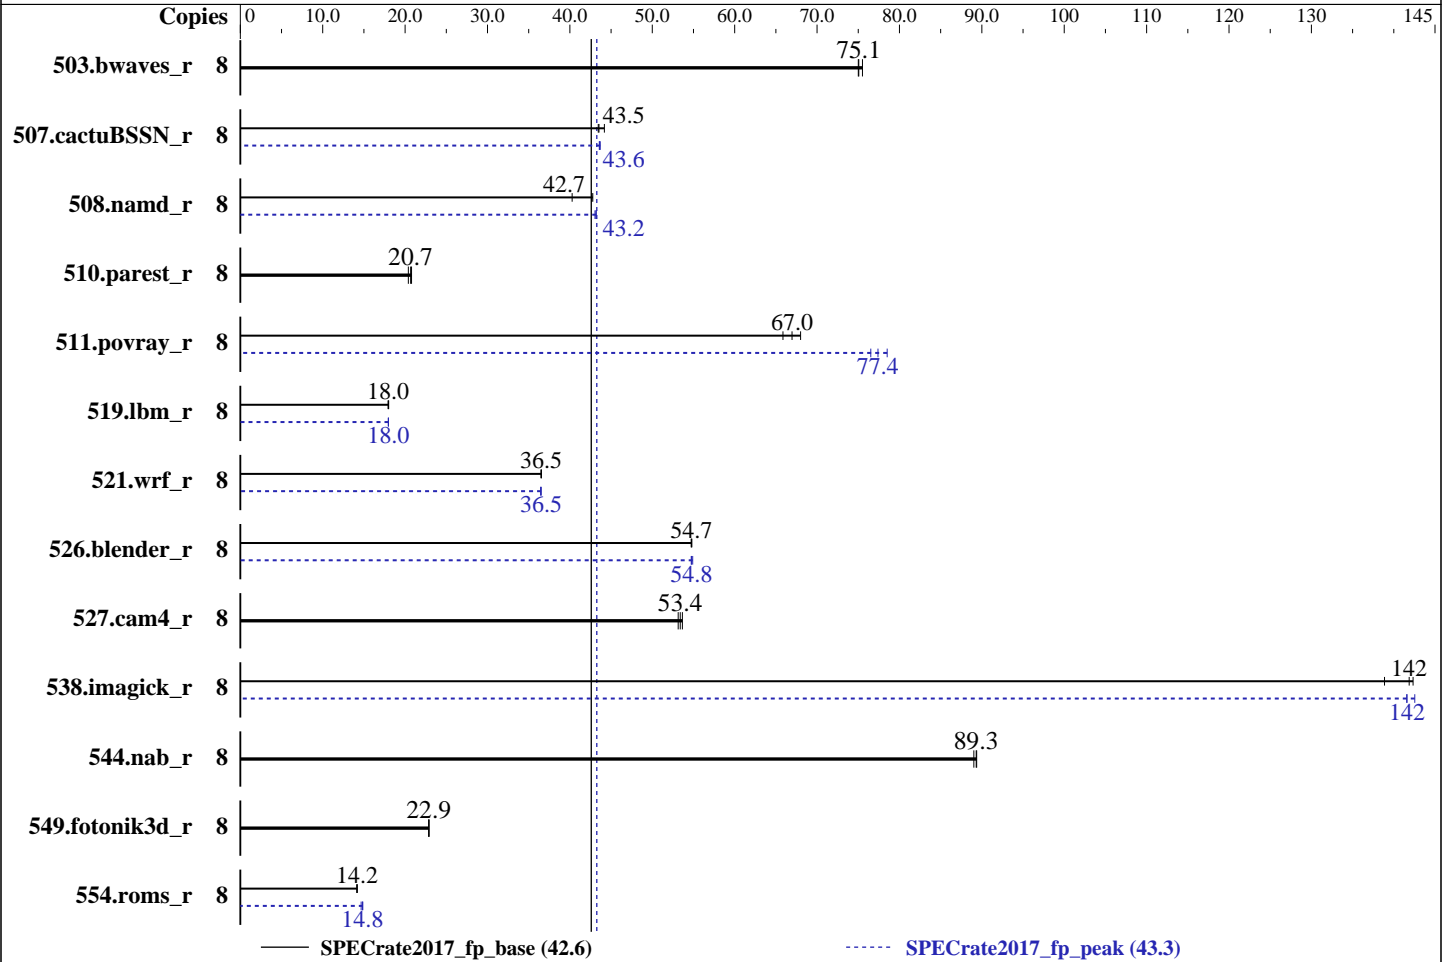 Copies 0 10.0 20.0 30.0 40.0 50.0 60.0 70.0 80.0 90.0 100 110 120 130 145
75.1
503.bwaves_r 8
43.5
507.cactuBSSN_r 8
43.6
42.7
508.namd_r 8
43.2
20.7
510.parest_r 8
67.0
511.povray_r 8
77.4
18.0
519.lbm_r 8
18.0
36.5
521.wrf_r 8
36.5
54.7
526.blender_r 8
54.8
53.4
527.cam4_r 8
142
538.imagick_r 8
142
89.3
544.nab_r 8
22.9
549.fotonik3d_r 8
14.2
554.roms_r 8
14.8
SPECrate2017_fp_base (42.6) SPECrate2017_fp_peak (43.3)